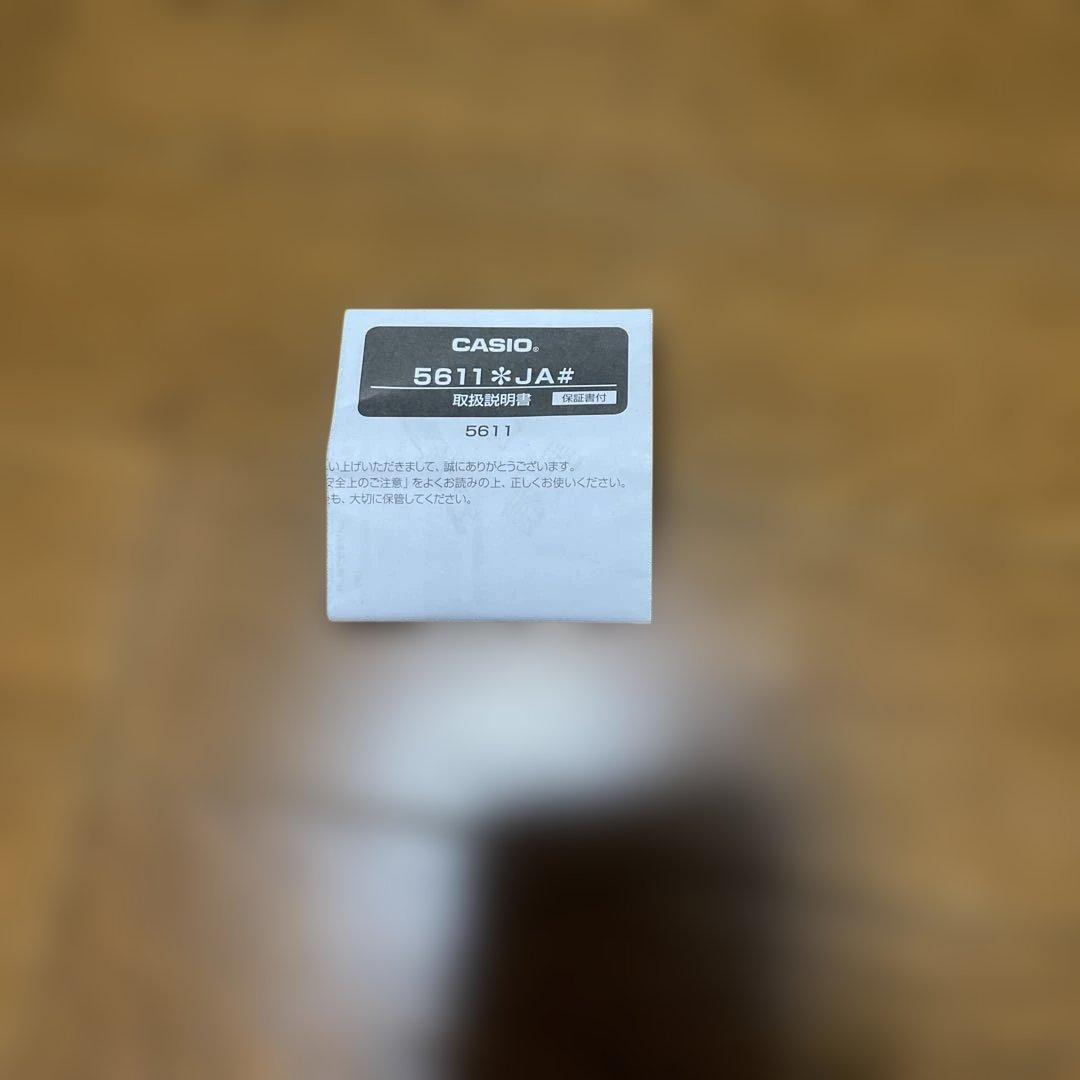 CASIO®
5611✻JA#
取扱説明書 保証書付
5611
い上げいただきまして、誠にありがとうございます。
安全上のご注意」をよくお読みの上、正しくお使いください。
も、大切に保管してください。